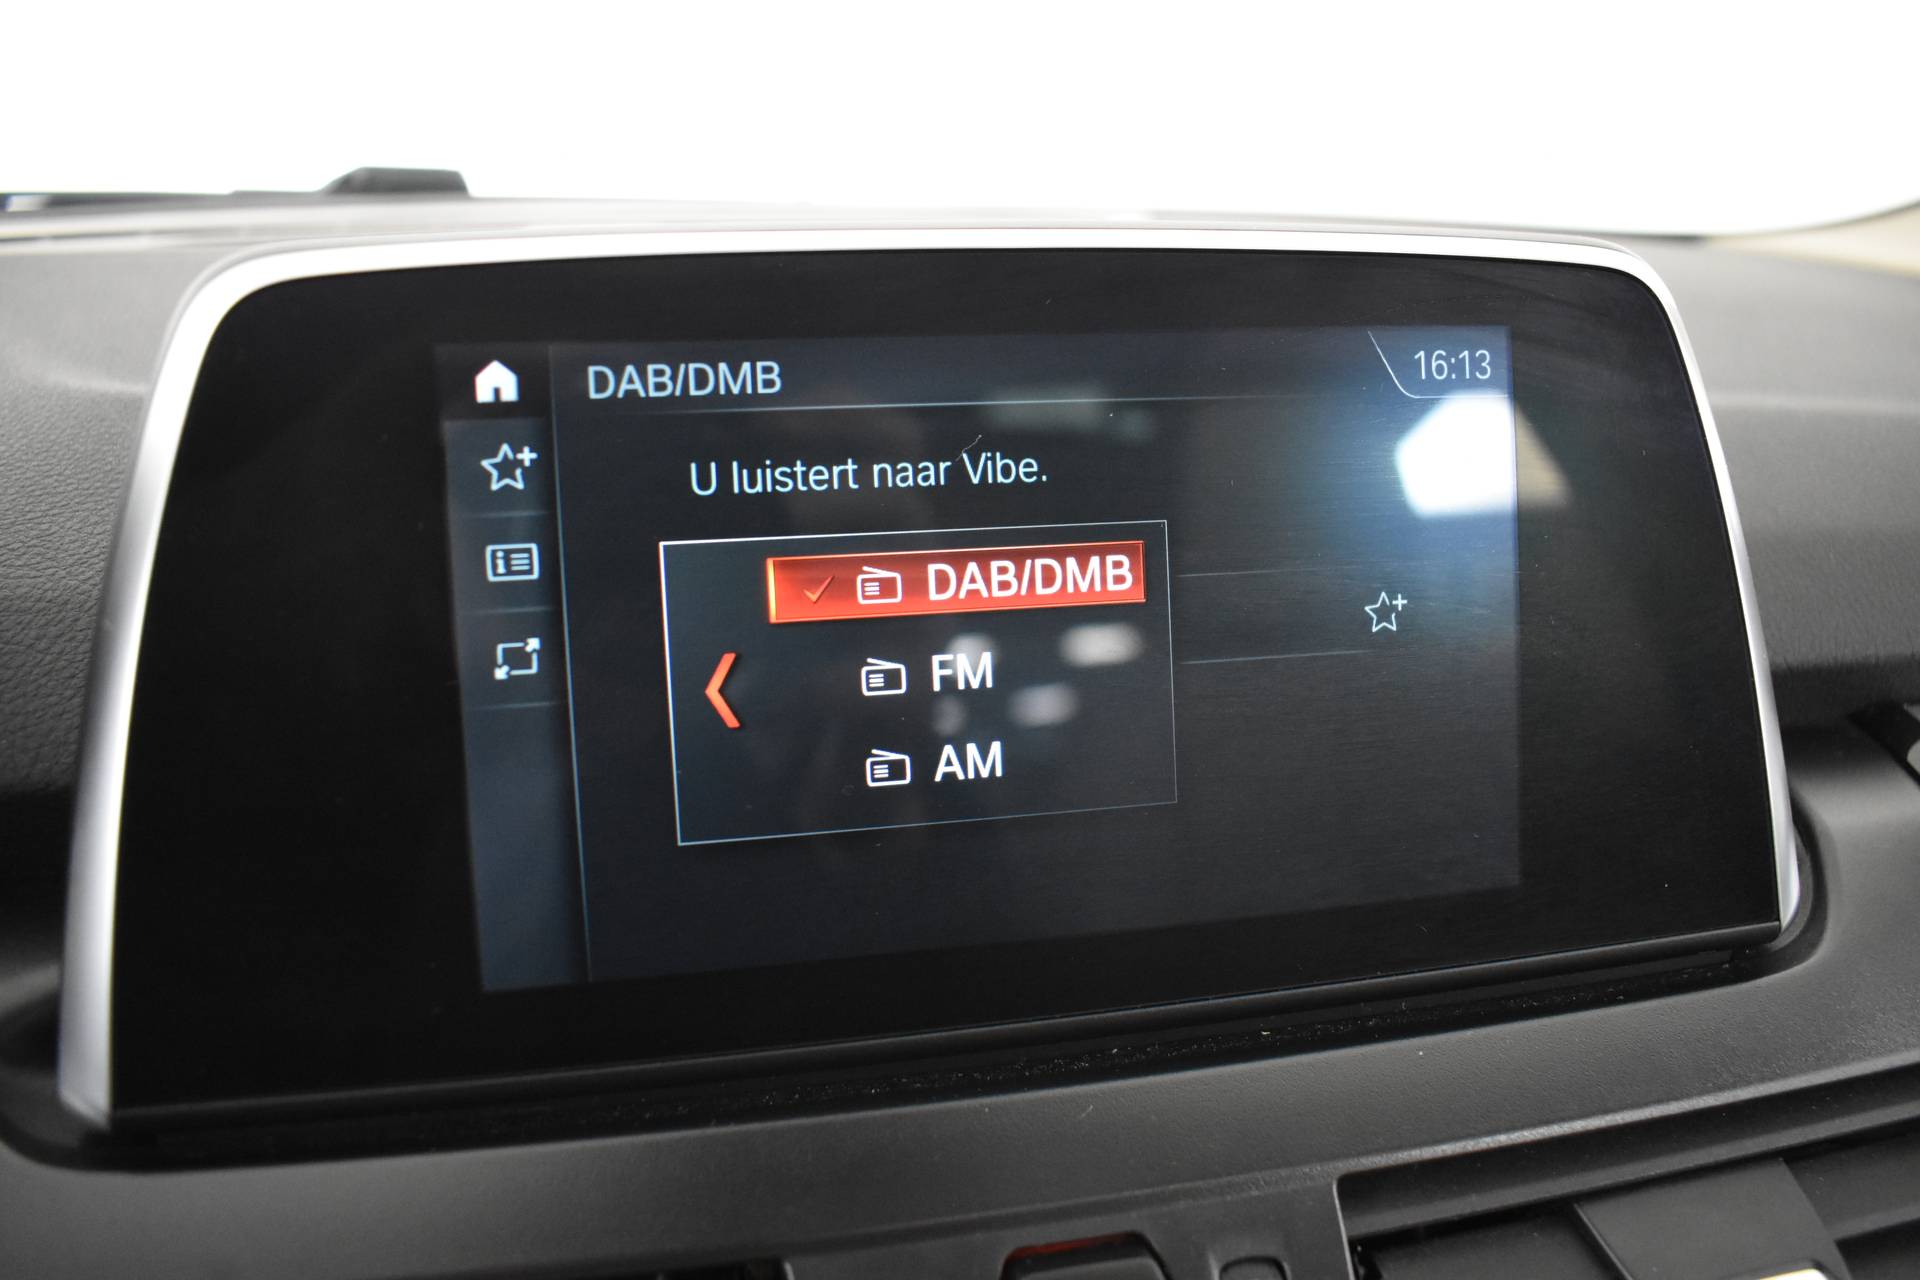 DAB/DMB
16:13
U luistert naar Vibe.
DAB/DMB
FM
AM